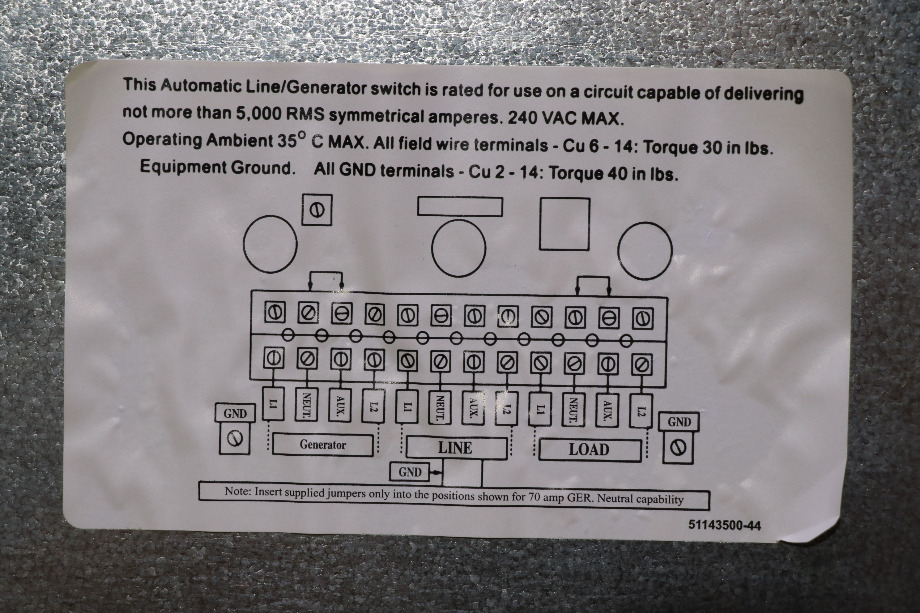 This Automatic Line/Generator switch is rated for use on a circuit capable of delivering
not more than 5,000 RMS symmetrical amperes. 240 VAC MAX.
Operating Ambient 35° C MAX. All field wire terminals - Cu 6 - 14: Torque 30 in lbs.
Equipment Ground. All GND terminals - Cu 2 - 14: Torque 40 in lbs.
L1 NEUT. AUX. L2 L1 NEUT. AUX. L2 L1 NEUT. AUX. L2
GND GND
Generator LINE LOAD
GND
Note: Insert supplied jumpers only into the positions shown for 70 amp GER. Neutral capability
51143500-44